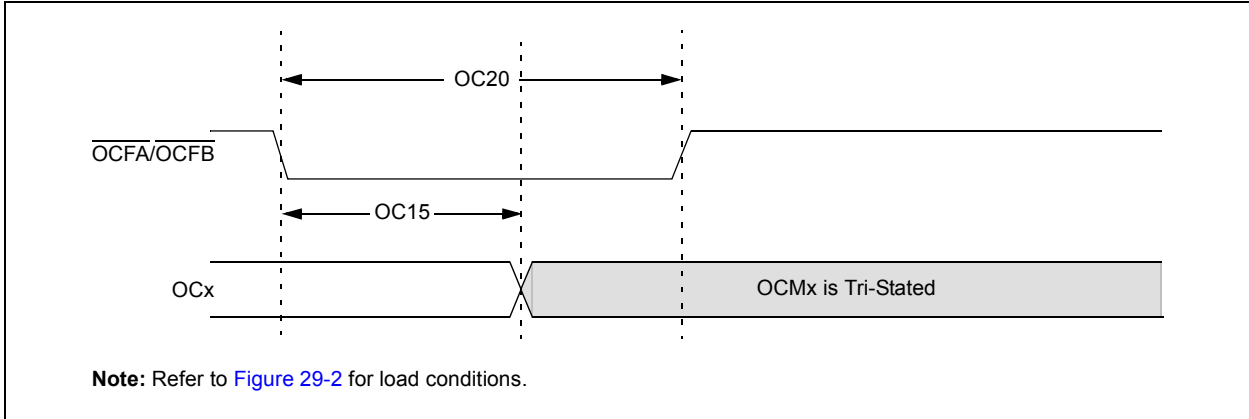 OC20
OCFA/OCFB
OC15
OCx
OCMx is Tri-Stated
Note: Refer to Figure 29-2 for load conditions.